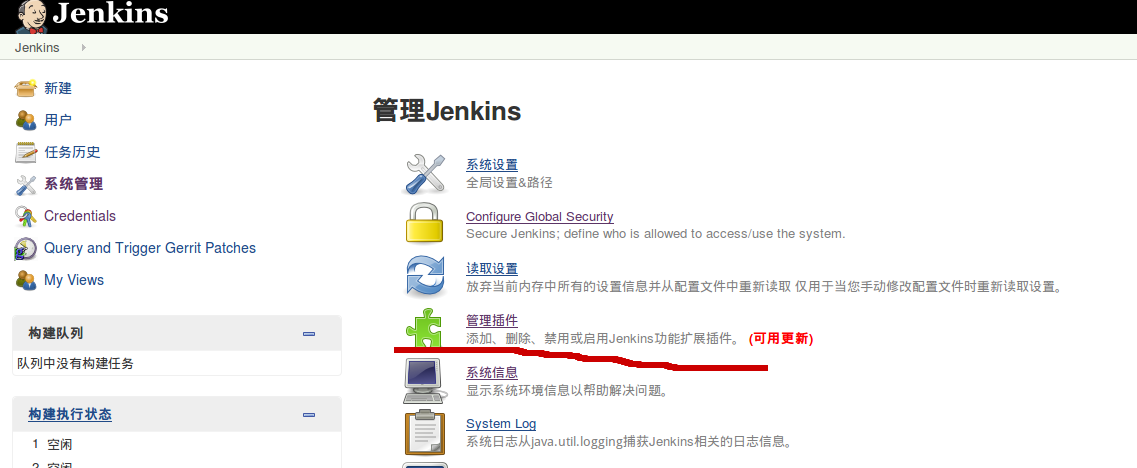 Jenkins
Jenkins
新建
用户
任务历史
系统管理
Credentials
Query and Trigger Gerrit Patches
My Views
构建队列
队列中没有构建任务
构建执行状态
1 空闲
2 空闲
管理Jenkins
系统设置
全局设置&路径
Configure Global Security
Secure Jenkins; define who is allowed to access/use the system.
读取设置
放弃当前内存中所有的设置信息并从配置文件中重新读取 仅用于当您手动修改配置文件时重新读取设置。
管理插件
添加、删除、禁用或启用Jenkins功能扩展插件。 (可用更新)
系统信息
显示系统环境信息以帮助解决问题。
System Log
系统日志从java.util.logging捕获Jenkins相关的日志信息。